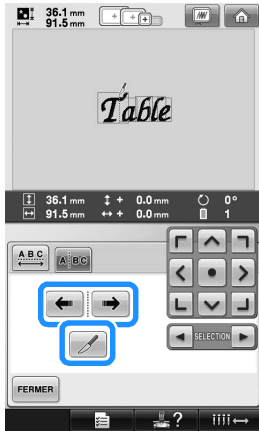 36.1 mm
91.5 mm
Table
36.1 mm + 0.0 mm 0°
91.5 mm + 0.0 mm 1
ABC
A BC
SELECTION
FERMER
?